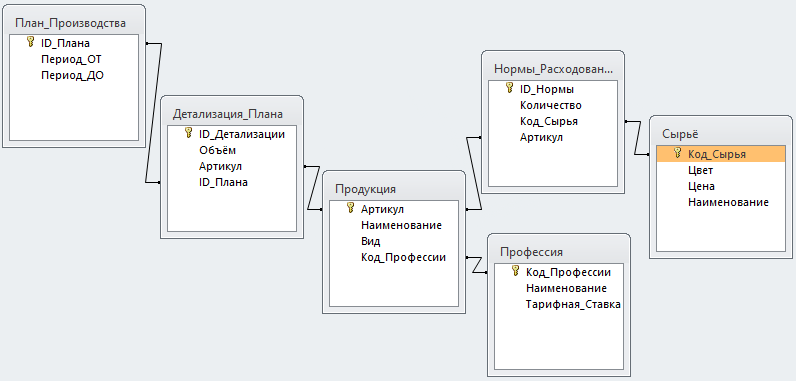 План_Производства
ID_Плана
Период_ОТ
Период_ДО
Детализация_Плана
ID_Детализации
Объём
Артикул
ID_Плана
Продукция
Артикул
Наименование
Вид
Код_Профессии
Нормы_Расходован...
ID_Нормы
Количество
Код_Сырья
Артикул
Профессия
Код_Профессии
Наименование
Тарифная_Ставка
Сырьё
Код_Сырья
Цвет
Цена
Наименование